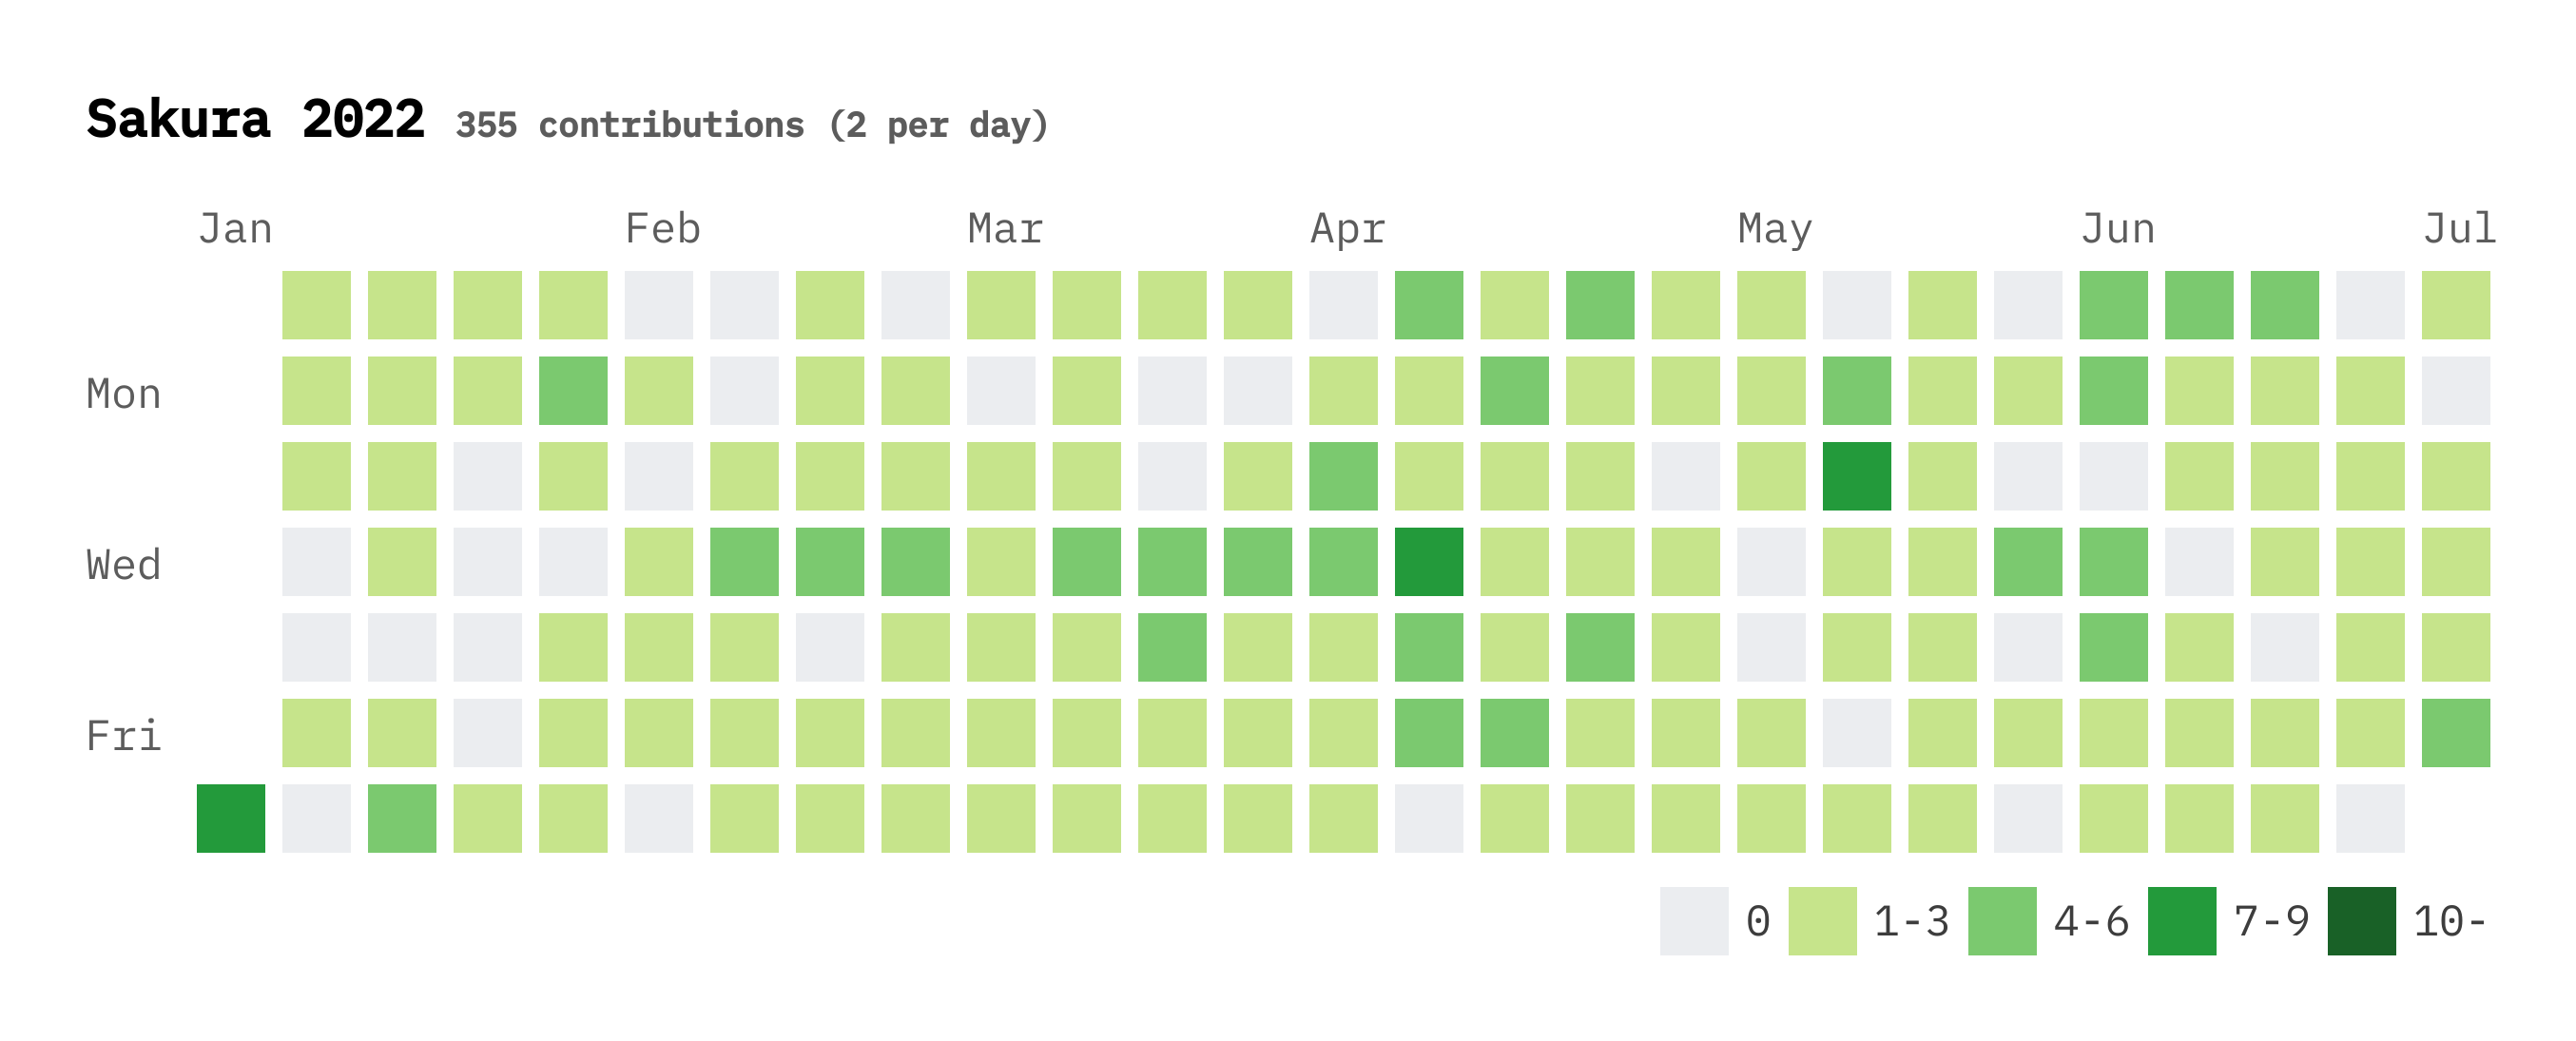 Sakura 2022 355 contributions (2 per day)
Jan Feb Mar Apr May Jun Jul
Mon
Wed
Fri
0 1-3 4-6 7-9 10-